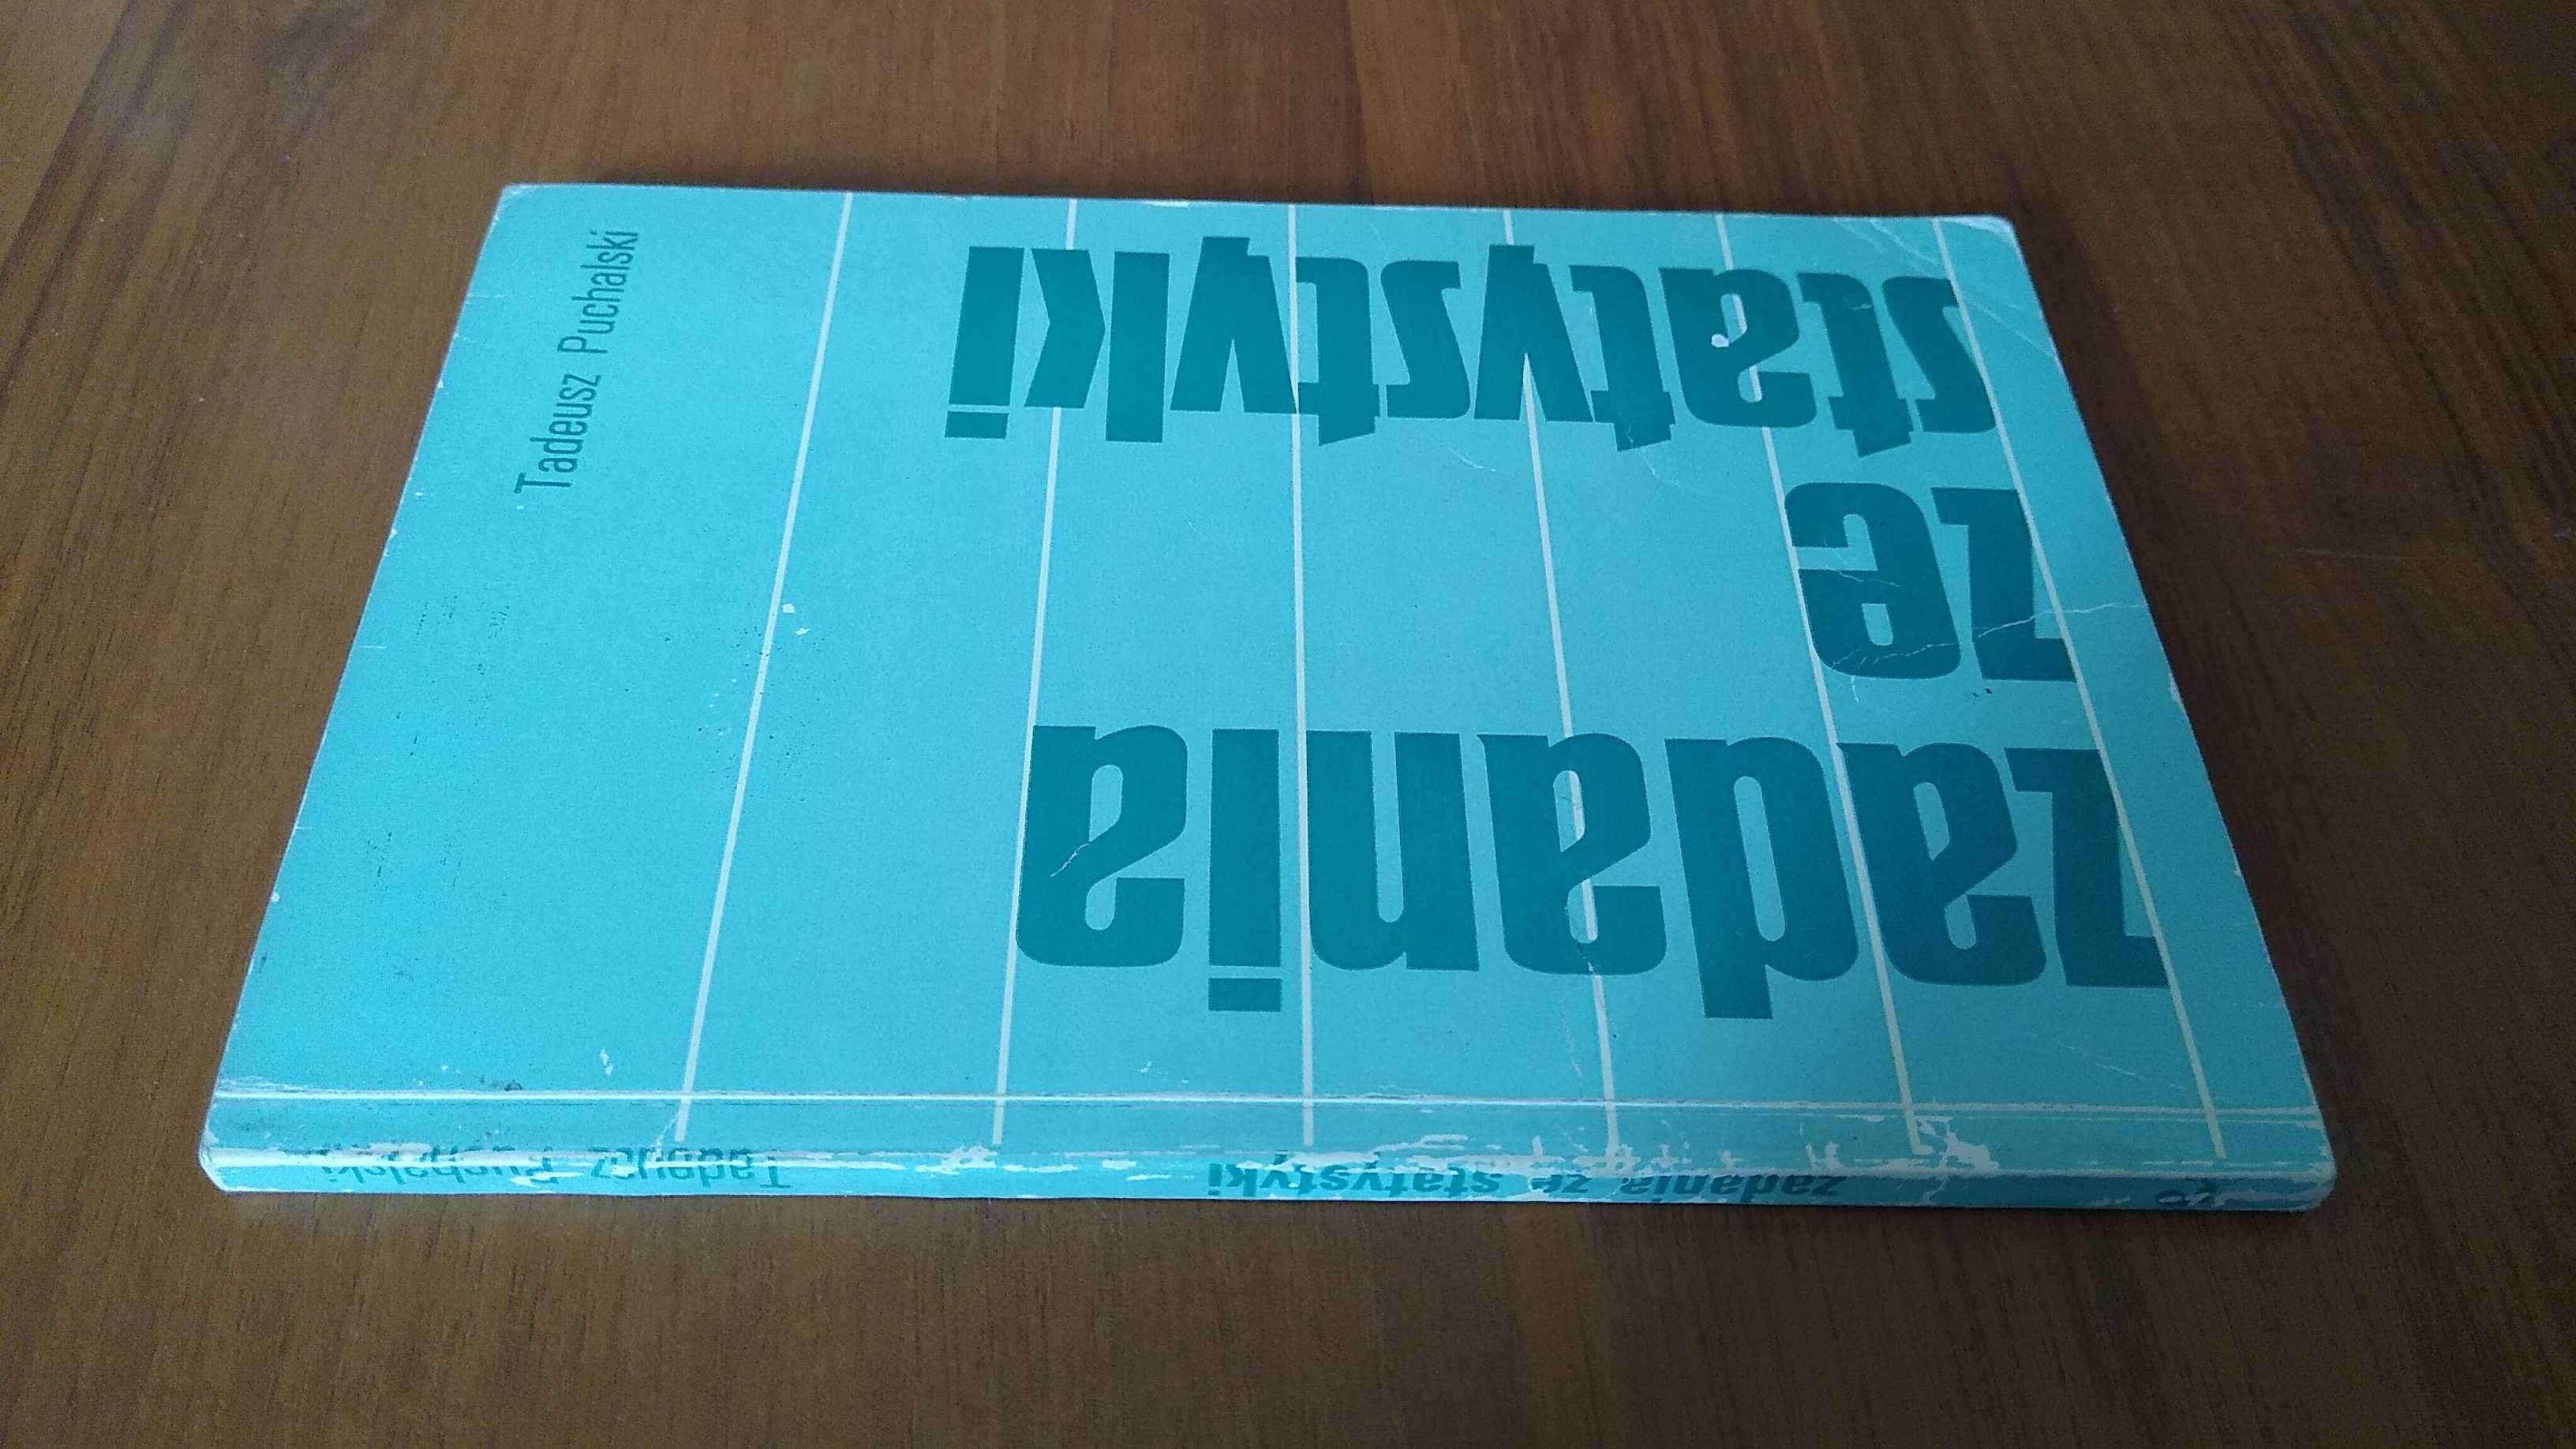 Tadeusz Puchalski
zadania
ze
statystyki
Tadeusz Puchalski
zadania ze statystyki